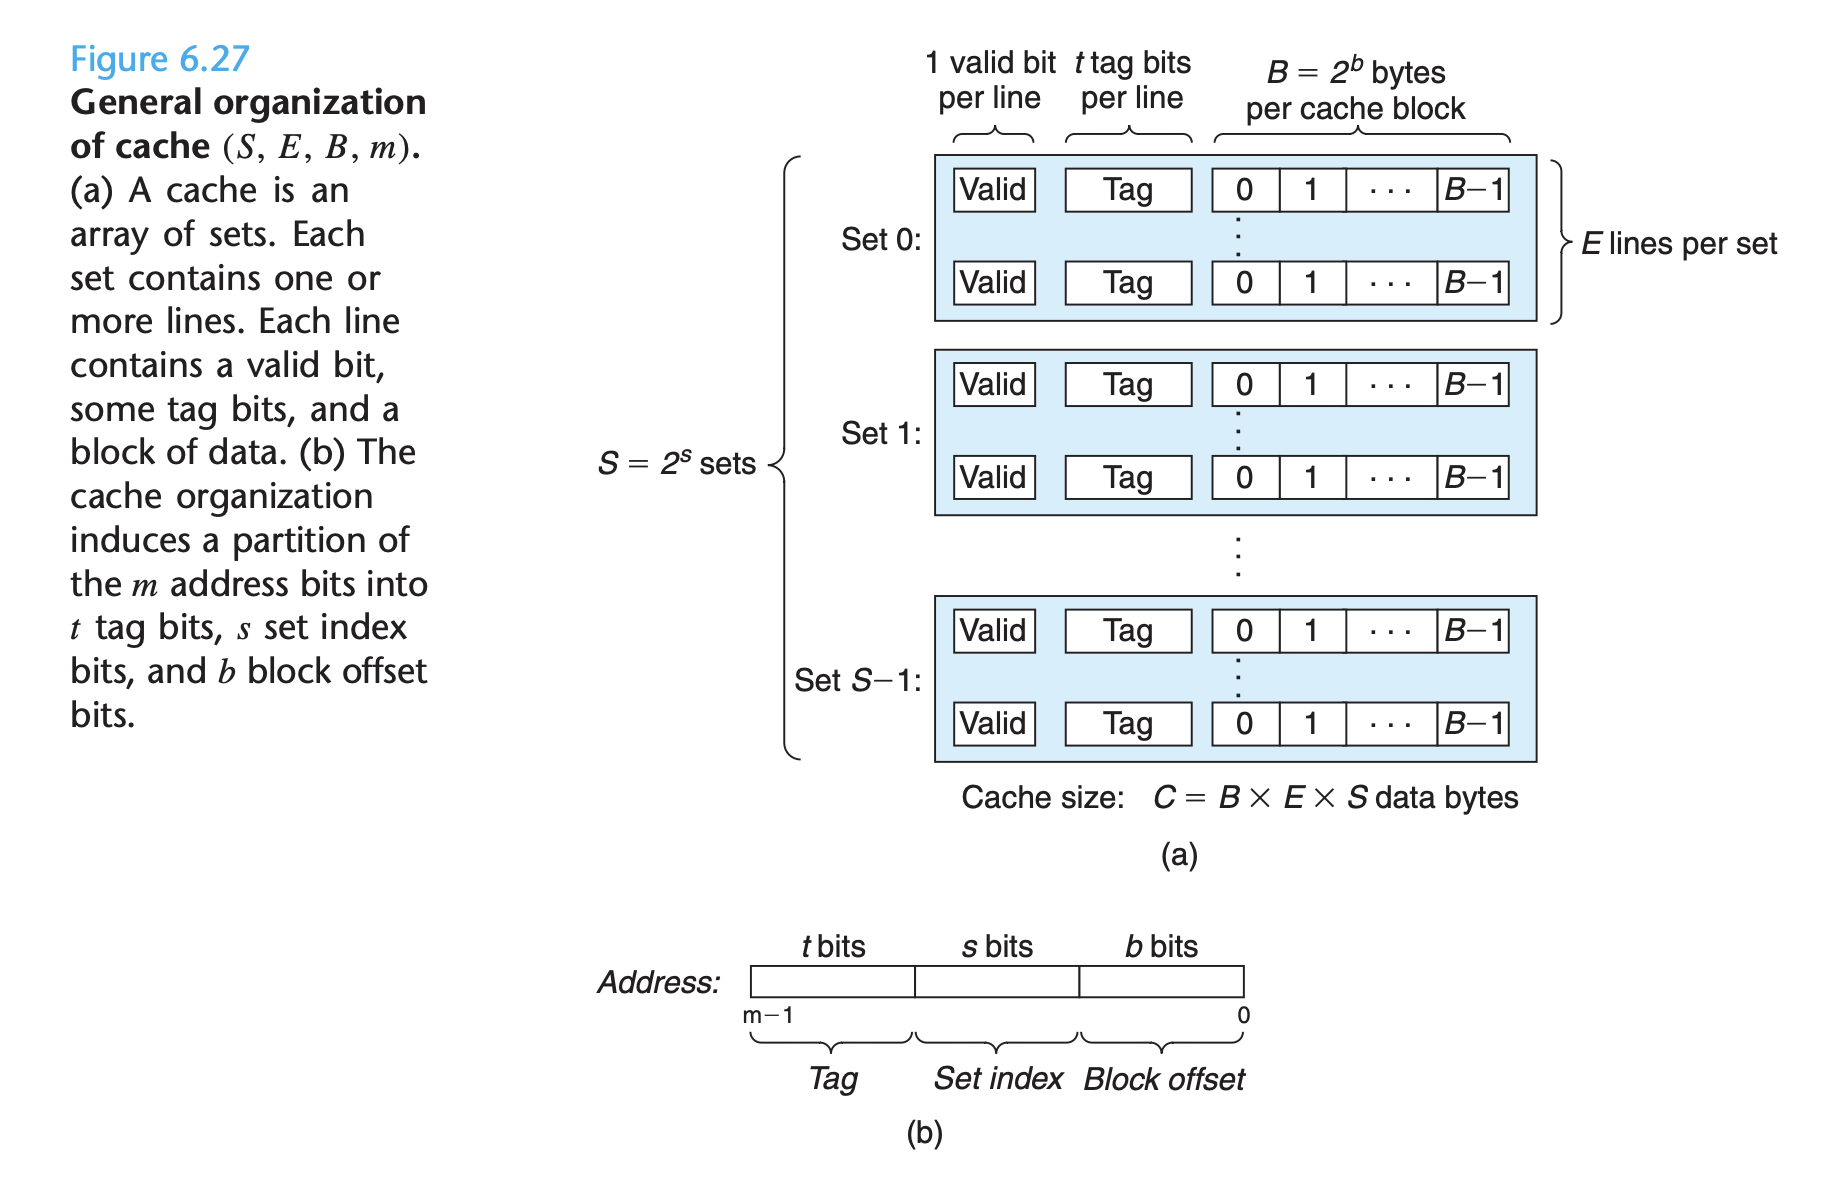 Figure 6.27
General organization
of cache (S, E, B, m).
(a) A cache is an
array of sets. Each
set contains one or
more lines. Each line
contains a valid bit,
some tag bits, and a
block of data. (b) The
cache organization
induces a partition of
the m address bits into
t tag bits, s set index
bits, and b block offset
bits.
1 valid bit
per line
t tag bits
per line
B = 2^b bytes
per cache block
Valid Tag 0 1 · · · B−1
Set 0:
E lines per set
Valid Tag 0 1 · · · B−1
Valid Tag 0 1 · · · B−1
Set 1:
S = 2^s sets
Valid Tag 0 1 · · · B−1
Valid Tag 0 1 · · · B−1
Set S−1:
Valid Tag 0 1 · · · B−1
Cache size: C = B × E × S data bytes
(a)
t bits s bits b bits
Address:
m−1 0
Tag Set index Block offset
(b)